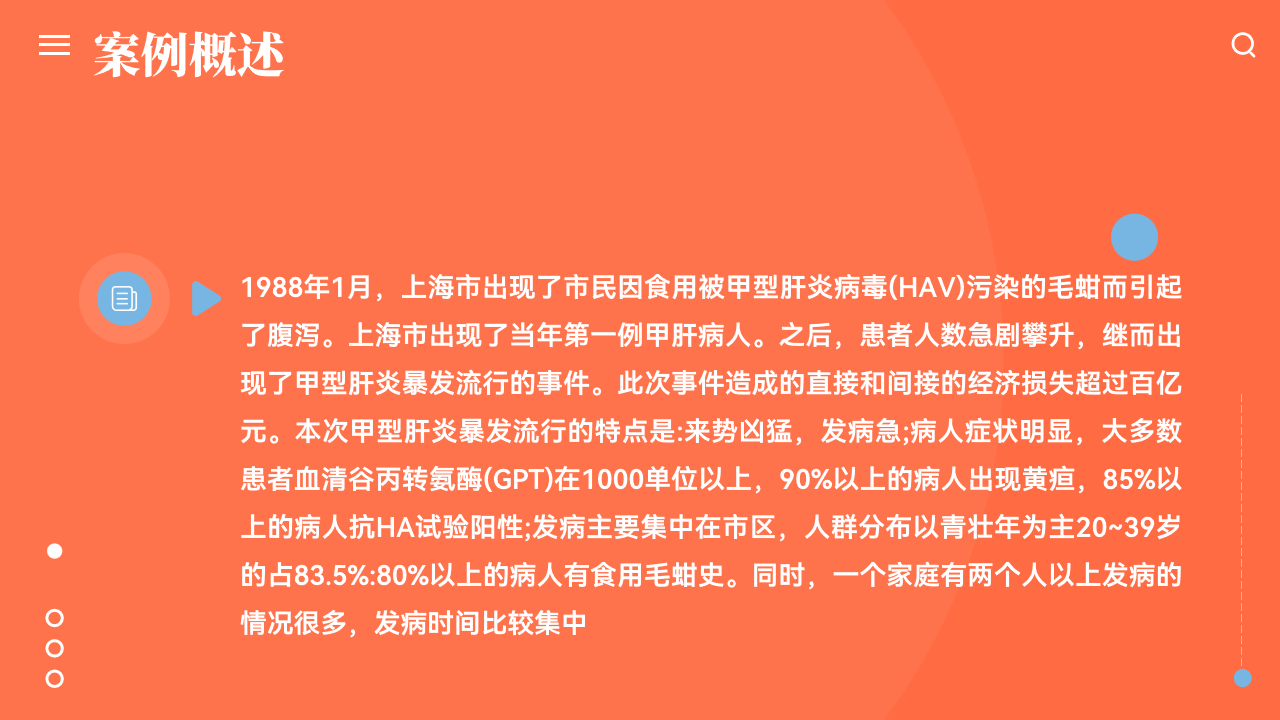 案例概述
1988年1月，上海市出现了市民因食用被甲型肝炎病毒(HAV)污染的毛蚶而引起
了腹泻。上海市出现了当年第一例甲肝病人。之后，患者人数急剧攀升，继而出
现了甲型肝炎暴发流行的事件。此次事件造成的直接和间接的经济损失超过百亿
元。本次甲型肝炎暴发流行的特点是:来势凶猛，发病急;病人症状明显，大多数
患者血清谷丙转氨酶(GPT)在1000单位以上，90%以上的病人出现黄疸，85%以
上的病人抗HA试验阳性;发病主要集中在市区，人群分布以青壮年为主20~39岁
的占83.5%:80%以上的病人有食用毛蚶史。同时，一个家庭有两个人以上发病的
情况很多，发病时间比较集中